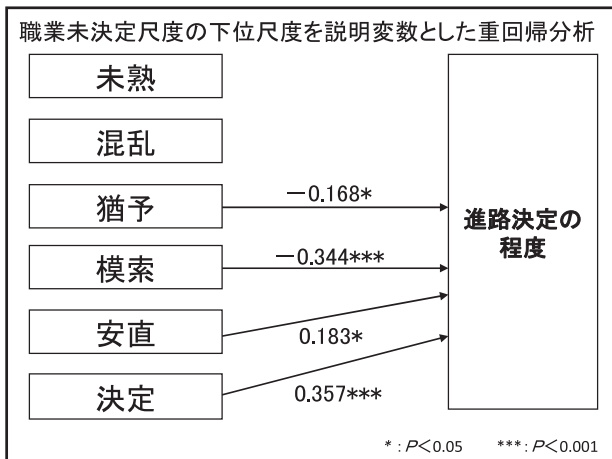 職業未決定尺度の下位尺度を説明変数とした重回帰分析
未熟
混乱
猶予
模索
安直
決定
−0.168*
−0.344***
0.183*
0.357***
進路決定の
程度
*：P＜0.05 ***：P＜0.001